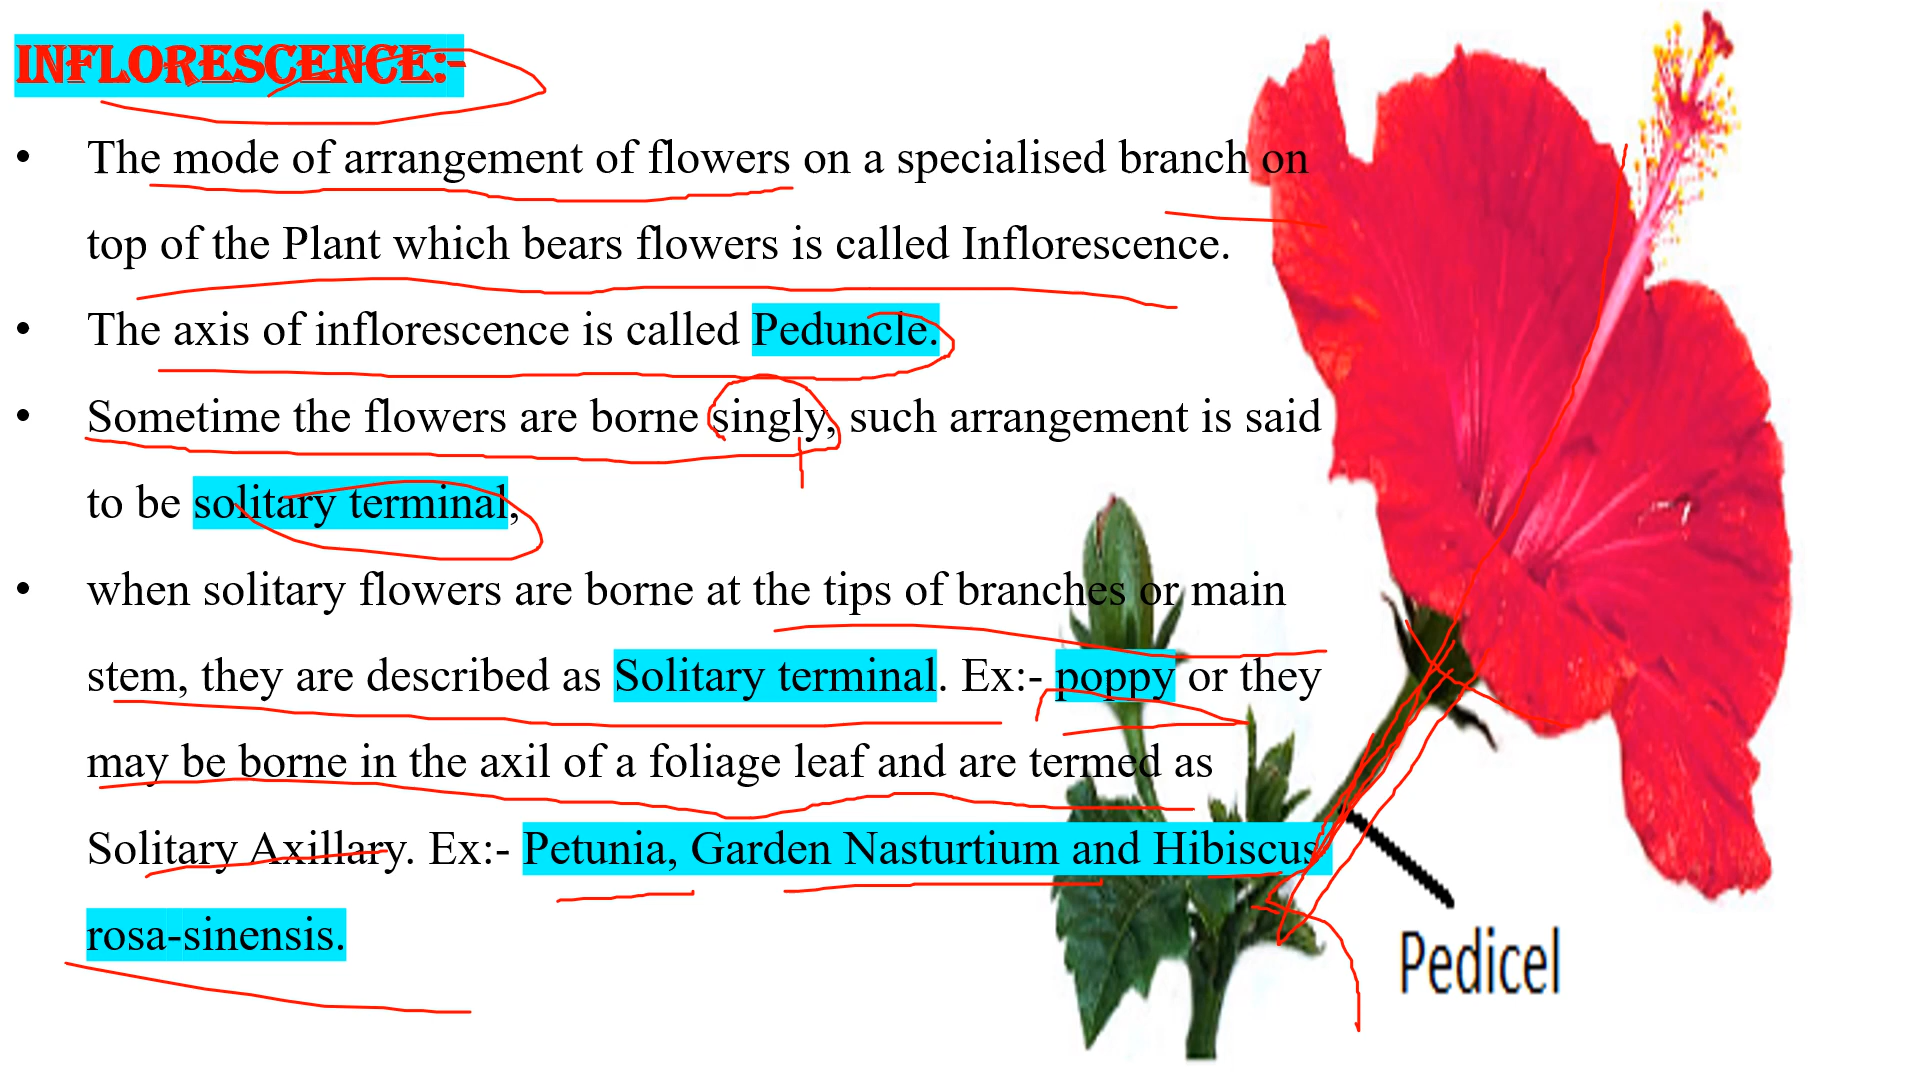 INFLORESCENCE:-
• The mode of arrangement of flowers on a specialised branch on
top of the Plant which bears flowers is called Inflorescence.
• The axis of inflorescence is called Peduncle.
• Sometime the flowers are borne singly, such arrangement is said
to be solitary terminal,
• when solitary flowers are borne at the tips of branches or main
stem, they are described as Solitary terminal. Ex:- poppy or they
may be borne in the axil of a foliage leaf and are termed as
Solitary Axillary. Ex:- Petunia, Garden Nasturtium and Hibiscus
rosa-sinensis.
Pedicel